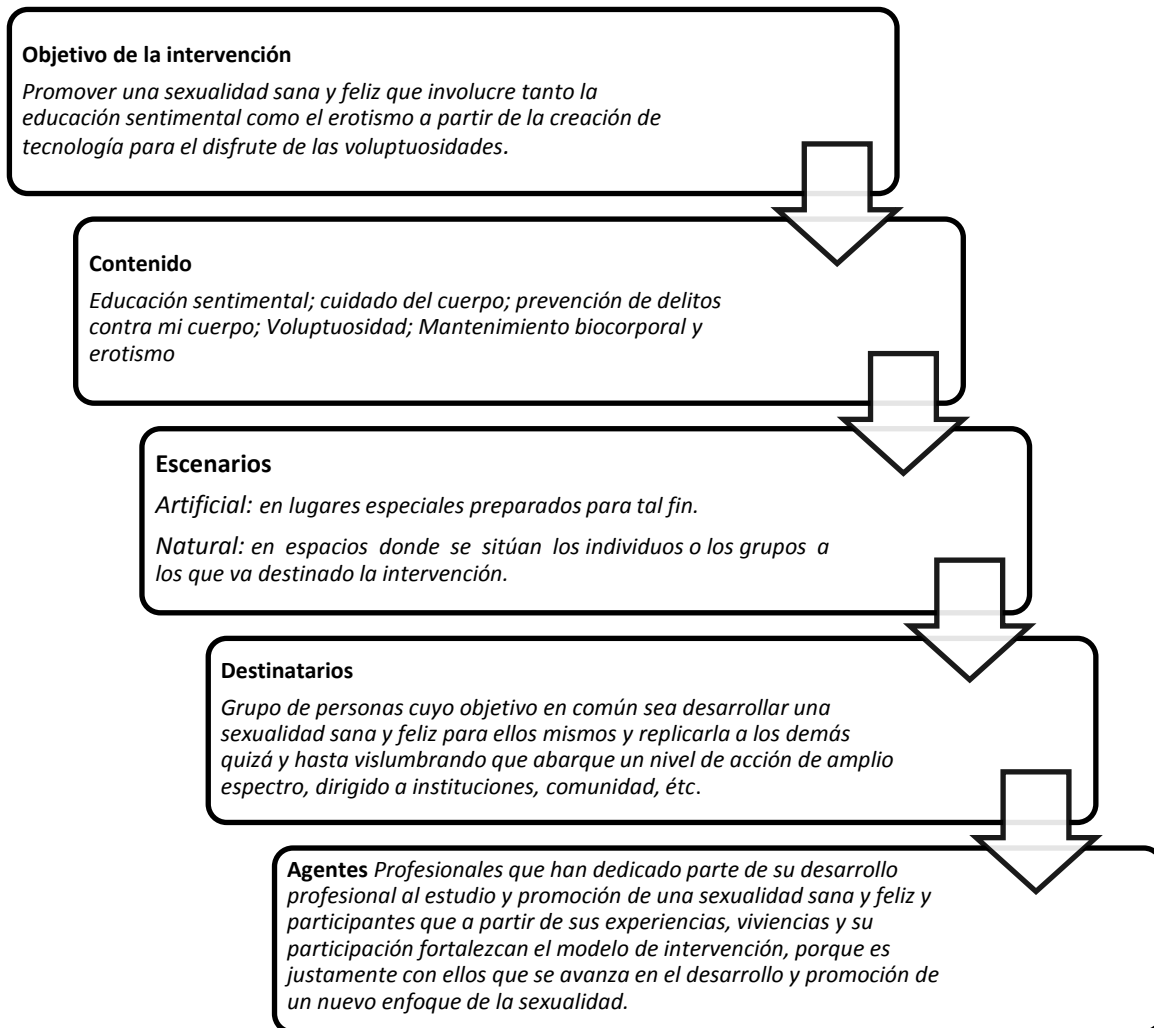 Objetivo de la intervención
Promover una sexualidad sana y feliz que involucre tanto la
educación sentimental como el erotismo a partir de la creación de
tecnología para el disfrute de las voluptuosidades.
Contenido
Educación sentimental; cuidado del cuerpo; prevención de delitos
contra mi cuerpo; Voluptuosidad; Mantenimiento biocorporal y
erotismo
Escenarios
Artificial: en lugares especiales preparados para tal fin.
Natural: en espacios donde se sitúan los individuos o los grupos a
los que va destinado la intervención.
Destinatarios
Grupo de personas cuyo objetivo en común sea desarrollar una
sexualidad sana y feliz para ellos mismos y replicarla a los demás
quizá y hasta vislumbrando que abarque un nivel de acción de amplio
espectro, dirigido a instituciones, comunidad, étc.
Agentes Profesionales que han dedicado parte de su desarrollo
profesional al estudio y promoción de una sexualidad sana y feliz y
participantes que a partir de sus experiencias, viviencias y su
participación fortalezcan el modelo de intervención, porque es
justamente con ellos que se avanza en el desarrollo y promoción de
un nuevo enfoque de la sexualidad.